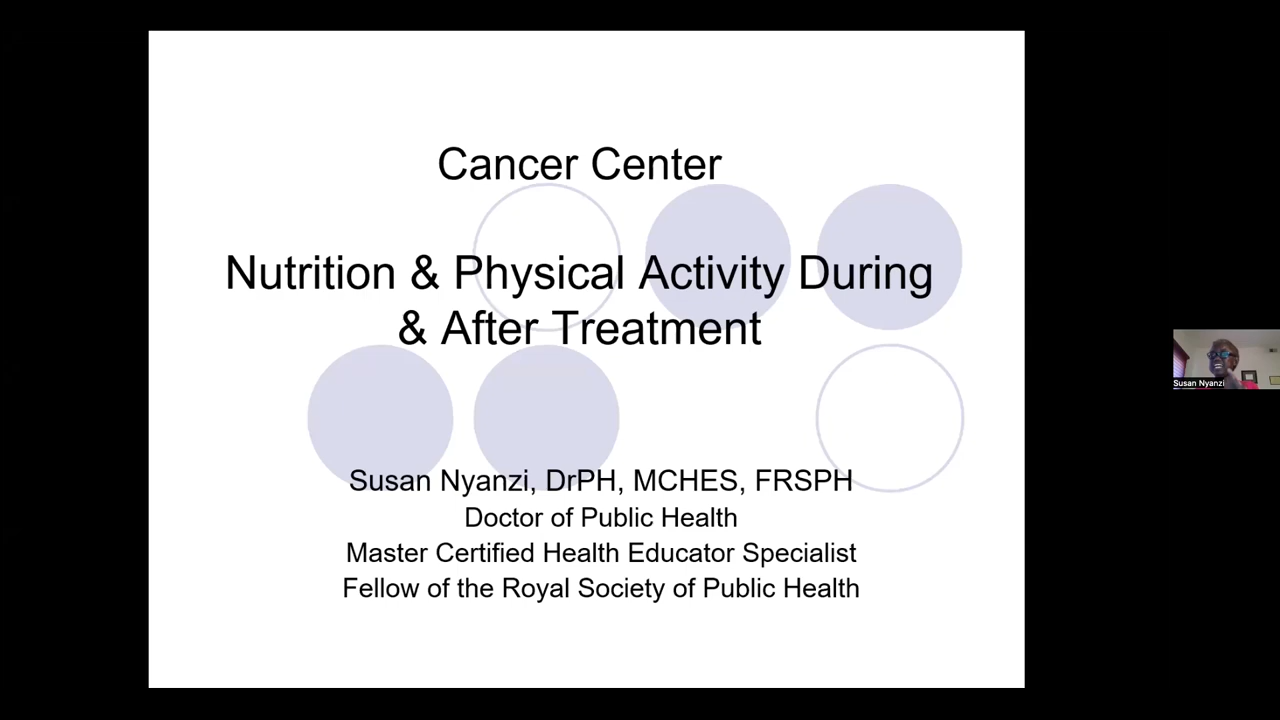 Cancer Center
Nutrition & Physical Activity During
& After Treatment
Susan Nyanzi, DrPH, MCHES, FRSPH
Doctor of Public Health
Master Certified Health Educator Specialist
Fellow of the Royal Society of Public Health
Susan Nyanzi